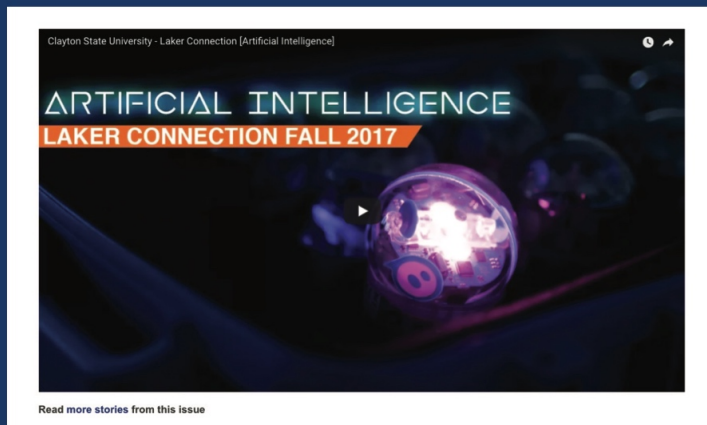 Clayton State University - Laker Connection [Artificial Intelligence]
ARTIFICIAL INTELLIGENCE
LAKER CONNECTION FALL 2017
Read more stories from this issue